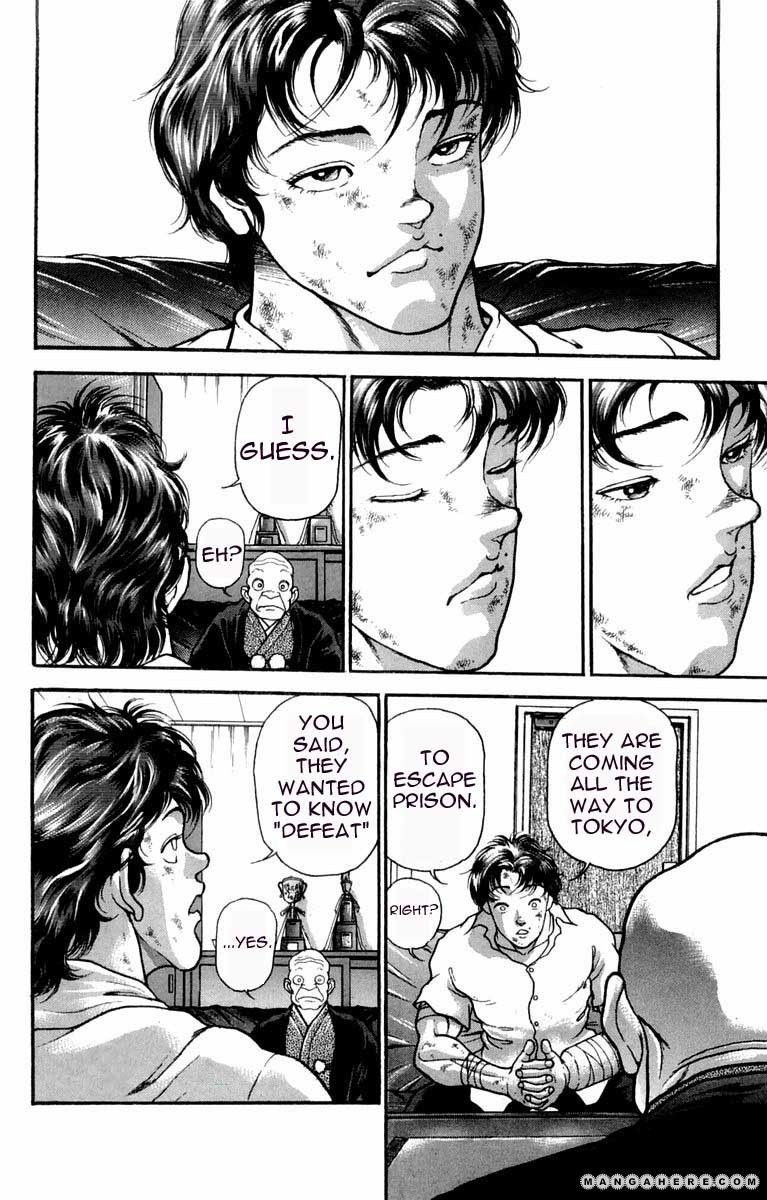 I
GUESS.
EH?
THEY ARE
COMING
ALL THE
WAY TO
TOKYO,
TO
ESCAPE
PRISON.
RIGHT?
YOU
SAID,
THEY
WANTED
TO KNOW
"DEFEAT"
...YES.
MANGAHERE.COM